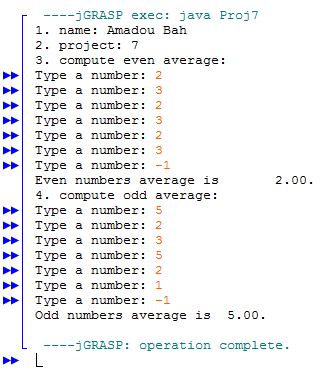 ----jGRASP exec: java Proj7
1. name: Amadou Bah
2. project: 7
3. compute even average:
Type a number: 2
Type a number: 3
Type a number: 2
Type a number: 3
Type a number: 2
Type a number: 3
Type a number: -1
Even numbers average is       2.00.
4. compute odd average:
Type a number: 5
Type a number: 2
Type a number: 3
Type a number: 5
Type a number: 2
Type a number: 1
Type a number: -1
Odd numbers average is  5.00.
----jGRASP: operation complete.